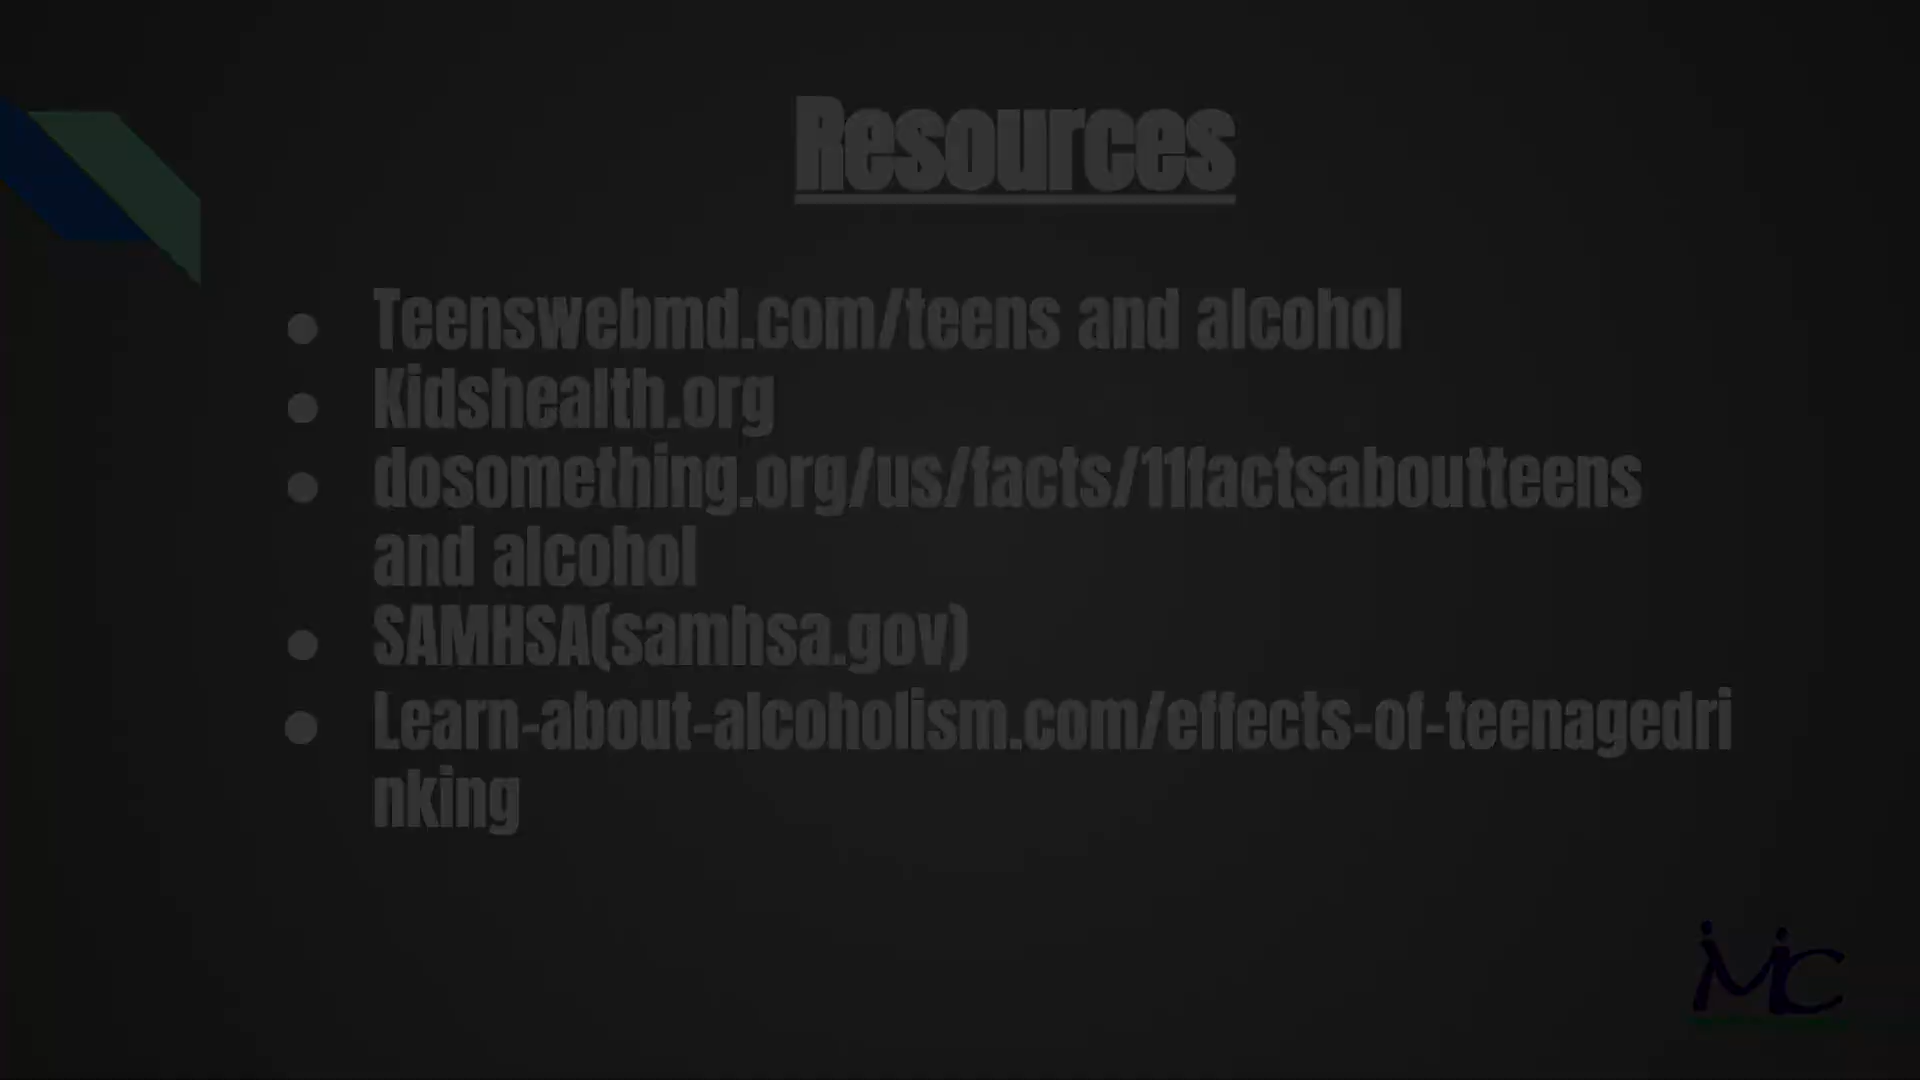 Resources
● Teenswebmd.com/teens and alcohol
● Kidshealth.org
● dosomething.org/us/facts/11factsaboutteens
and alcohol
● SAMHSA(samhsa.gov)
● Learn-about-alcoholism.com/effects-of-teenagedri
nking
MC